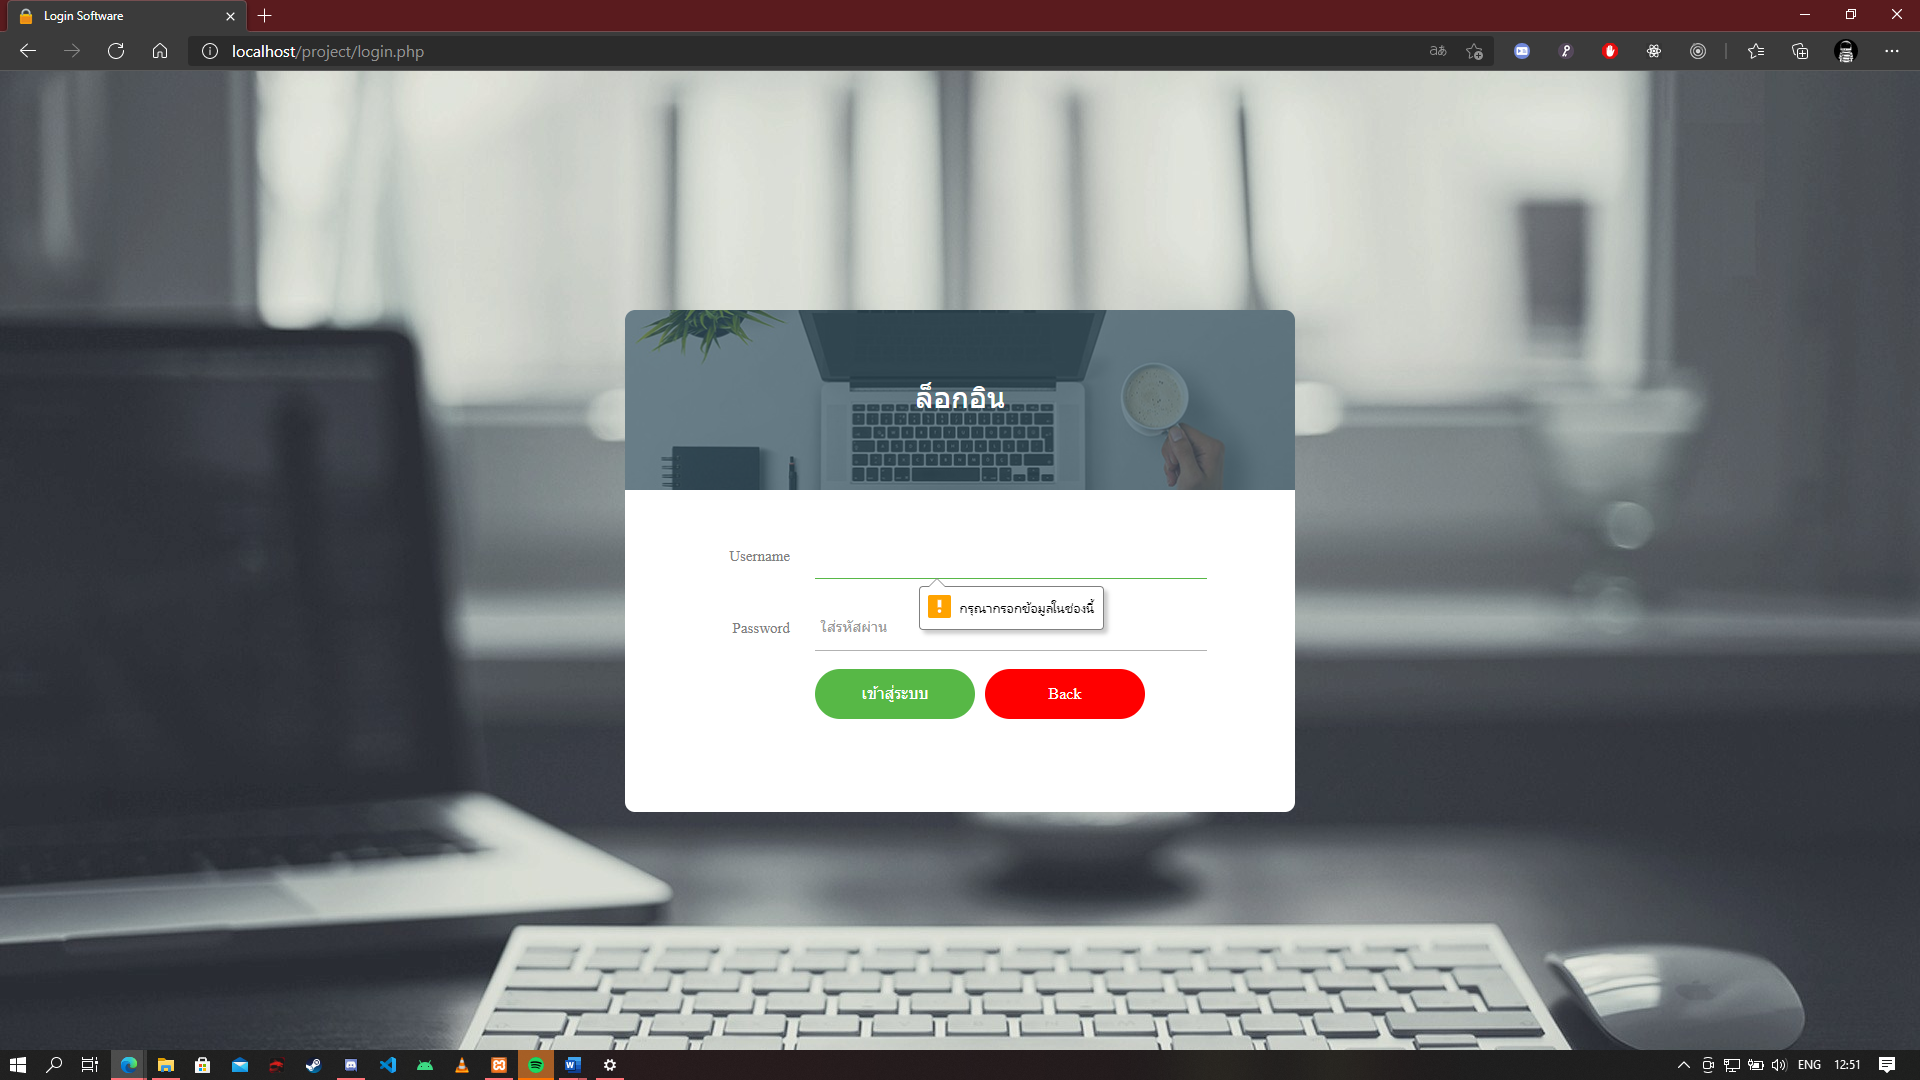 Login Software
localhost/project/login.php
ล็อกอิน
Username
กรุณากรอกข้อมูลในช่องนี้
Password
ใส่รหัสผ่าน
เข้าสู่ระบบ
Back
ENG
12:51